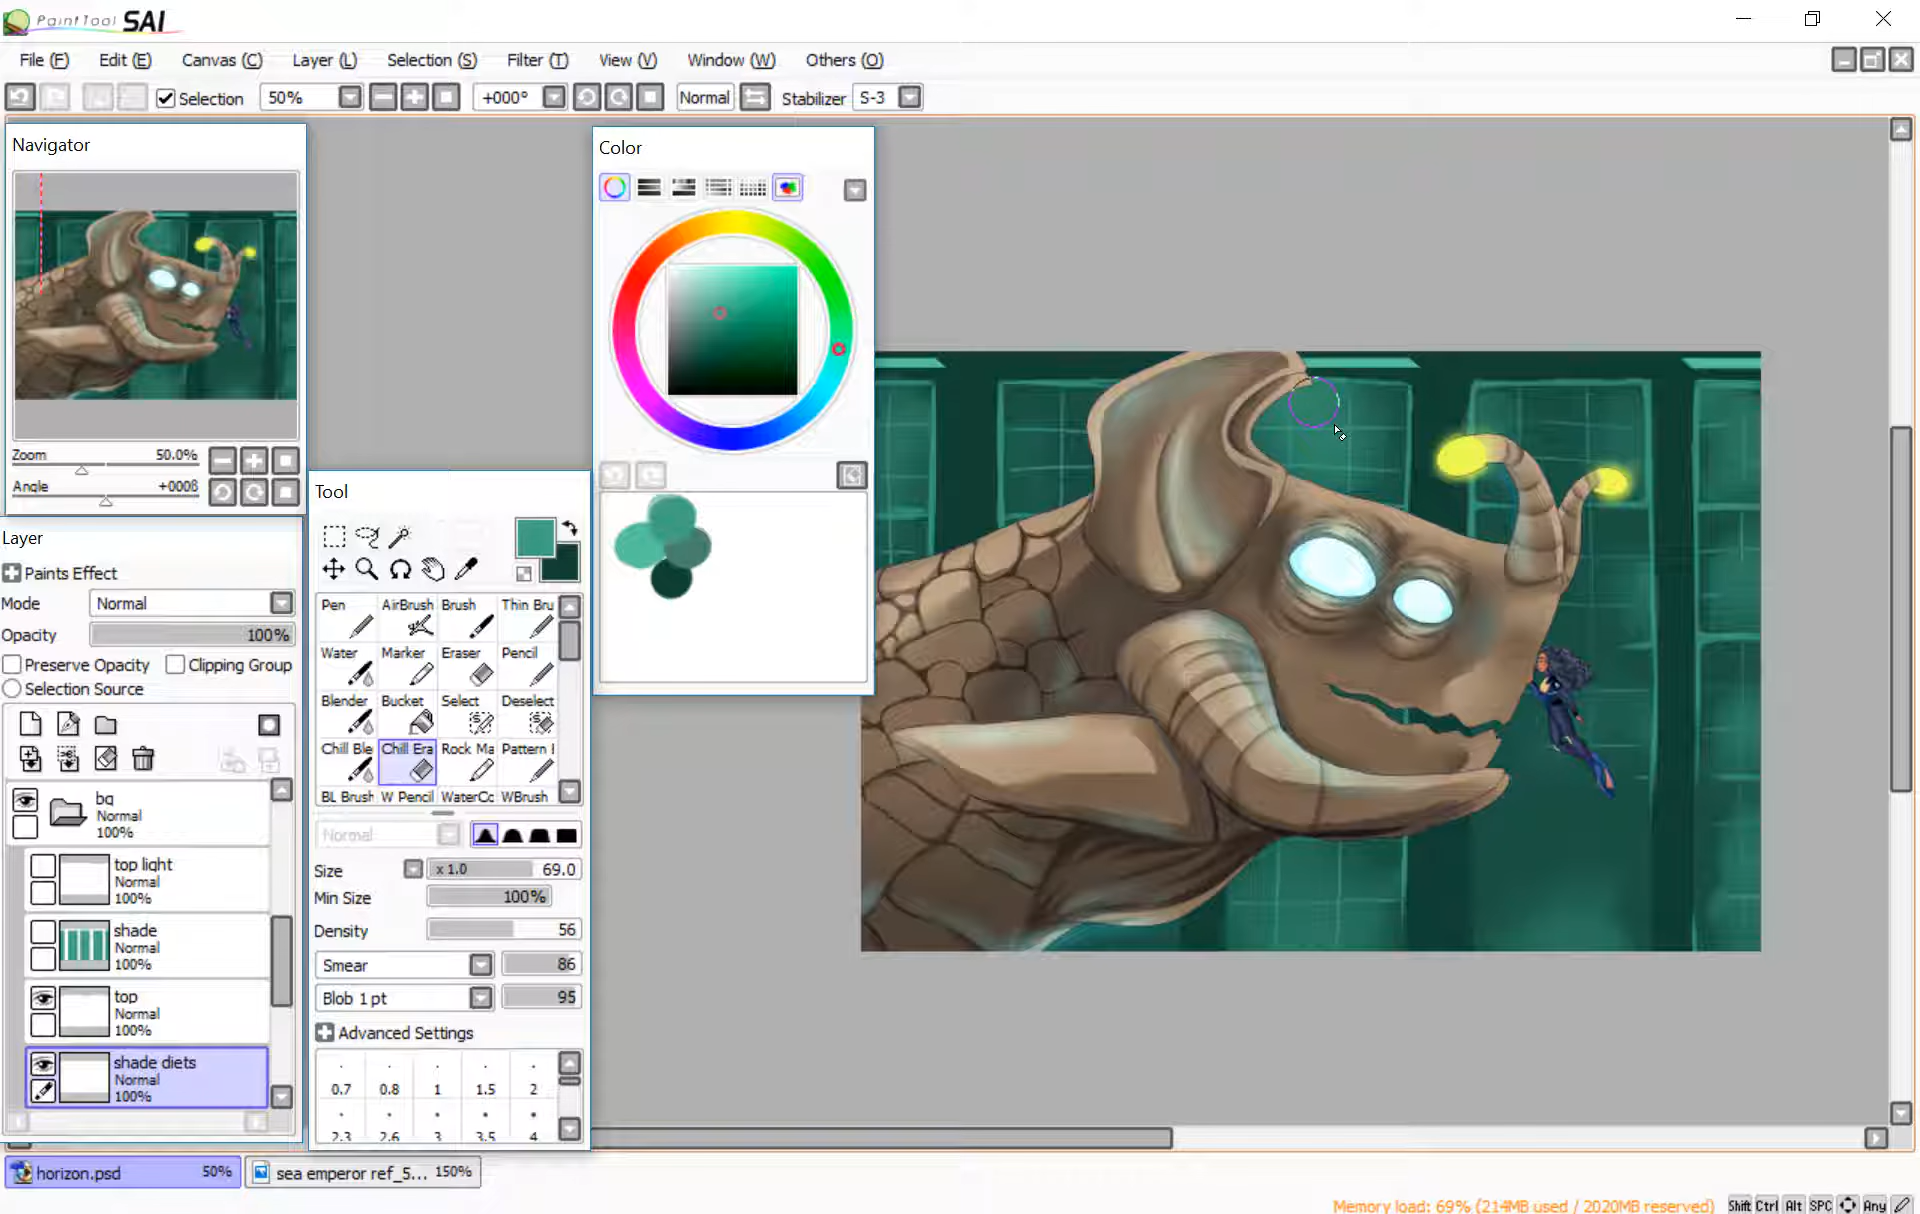 PaintTool SAI
File (F) Edit (E) Canvas (C) Layer (L) Selection (S) Filter (T) View (V) Window (W) Others (O)
Selection 50% +000° Normal Stabilizer S-3
Navigator
Zoom 50.0%
Angle +000ß
Layer
Paints Effect
Mode Normal
Opacity 100%
Preserve Opacity Clipping Group
Selection Source
bg
Normal
100%
top light
Normal
100%
shade
Normal
100%
top
Normal
100%
shade diets
Normal
100%
Tool
Pen AirBrush Brush Thin Bru
Water Marker Eraser Pencil
Blender Bucket Select Deselect
Chill Ble Chill Era Rock Ma Pattern
BL Brush W Pencil WaterCc WBrush
Normal
Size x 1.0 69.0
Min Size 100%
Density 56
Smear 86
Blob 1 pt 95
Advanced Settings
0.7 0.8 1 1.5 2
2.3 2.6 3 3.5 4
Color
horizon.psd 50% sea emperor ref_5... 150%
Memory load: 69% (214MB used / 2020MB reserved) Shift Ctrl Alt SPC Any